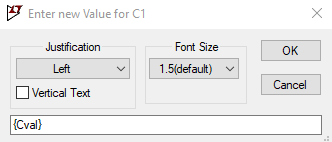 Enter new Value for C1
Justification
Font Size
OK
Left
1.5(default)
Vertical Text
Cancel
{Cval}